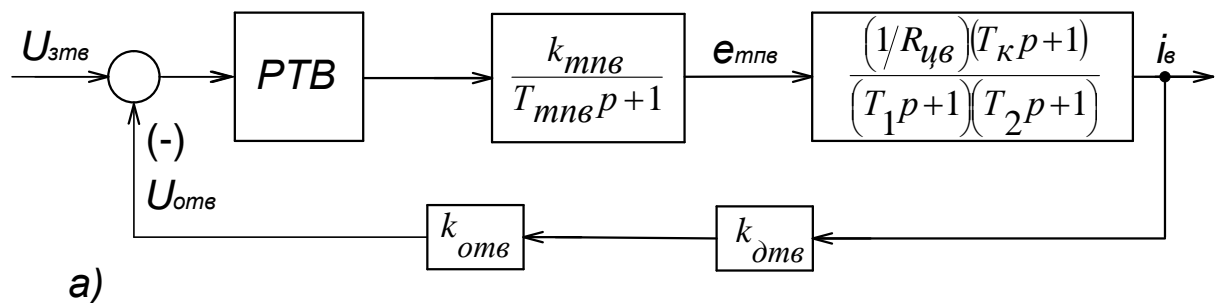 Uзтв
(-)
Uотв
РТВ
kтпв
Tтпвp+1
eтпв
(1/Rцв)(Tкp+1)
(T1p+1)(T2p+1)
iв
kотв
kдтв
а)